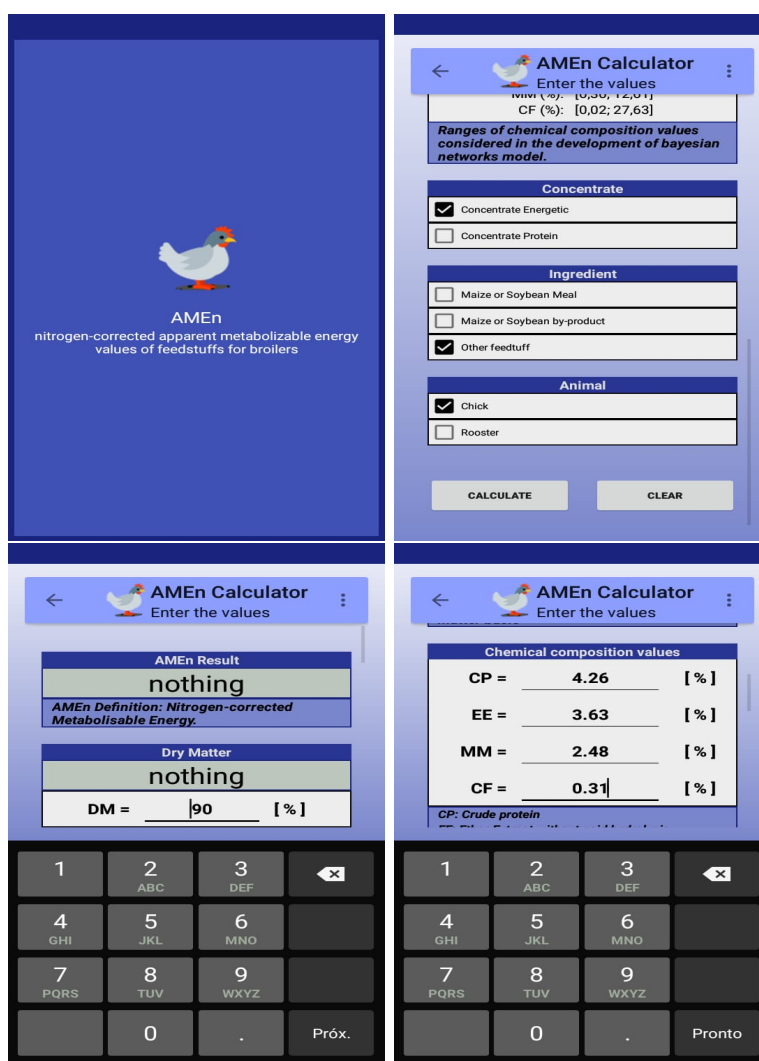 AMEn
nitrogen-corrected apparent metabolizable energy
values of feedstuffs for broilers
AMEn Calculator
Enter the values
CF (%): [0,02; 27,63]
Ranges of chemical composition values
considered in the development of bayesian
networks model.
Concentrate
Concentrate Energetic
Concentrate Protein
Ingredient
Maize or Soybean Meal
Maize or Soybean by-product
Other feedtuff
Animal
Chick
Rooster
CALCULATE CLEAR
AMEn Calculator
Enter the values
AMEn Result
nothing
AMEn Definition: Nitrogen-corrected
Metabolisable Energy.
Dry Matter
nothing
DM = 90 [ % ]
1 2 3
ABC DEF
4 5 6
GHI JKL MNO
7 8 9
PQRS TUV WXYZ
0 . Próx.
AMEn Calculator
Enter the values
Chemical composition values
CP = 4.26 [ % ]
EE = 3.63 [ % ]
MM = 2.48 [ % ]
CF = 0.31 [ % ]
CP: Crude protein
1 2 3
ABC DEF
4 5 6
GHI JKL MNO
7 8 9
PQRS TUV WXYZ
0 . Pronto